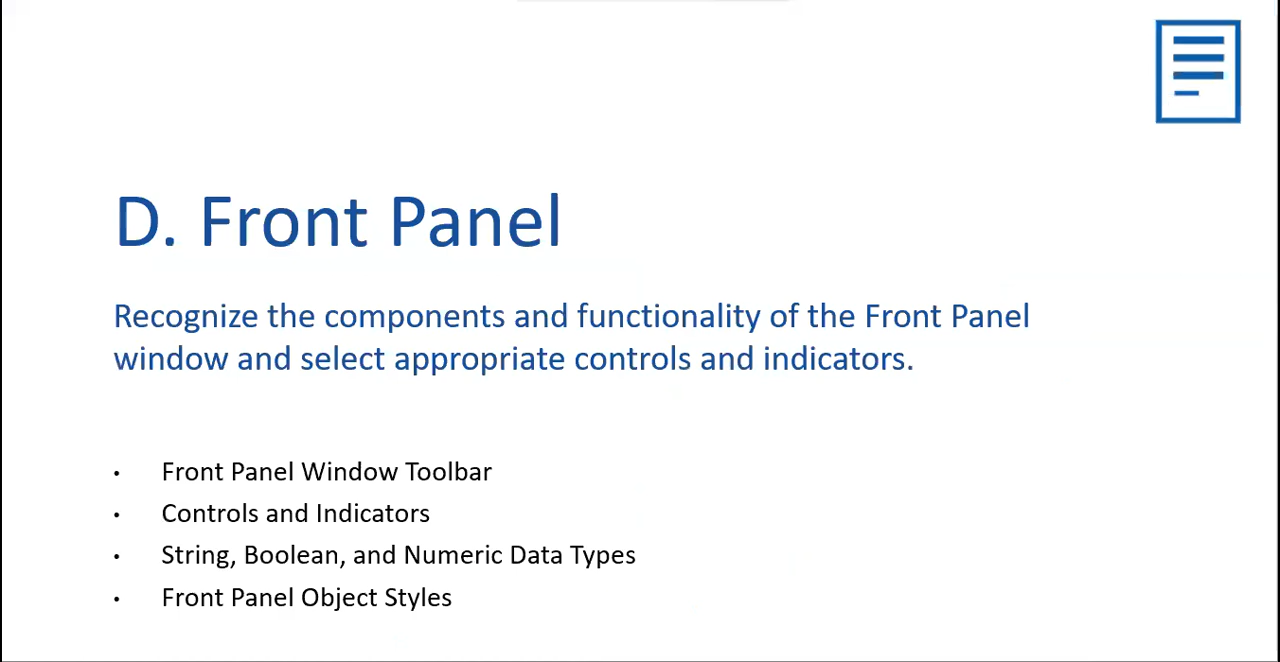 D. Front Panel
Recognize the components and functionality of the Front Panel
window and select appropriate controls and indicators.
• Front Panel Window Toolbar
• Controls and Indicators
• String, Boolean, and Numeric Data Types
• Front Panel Object Styles